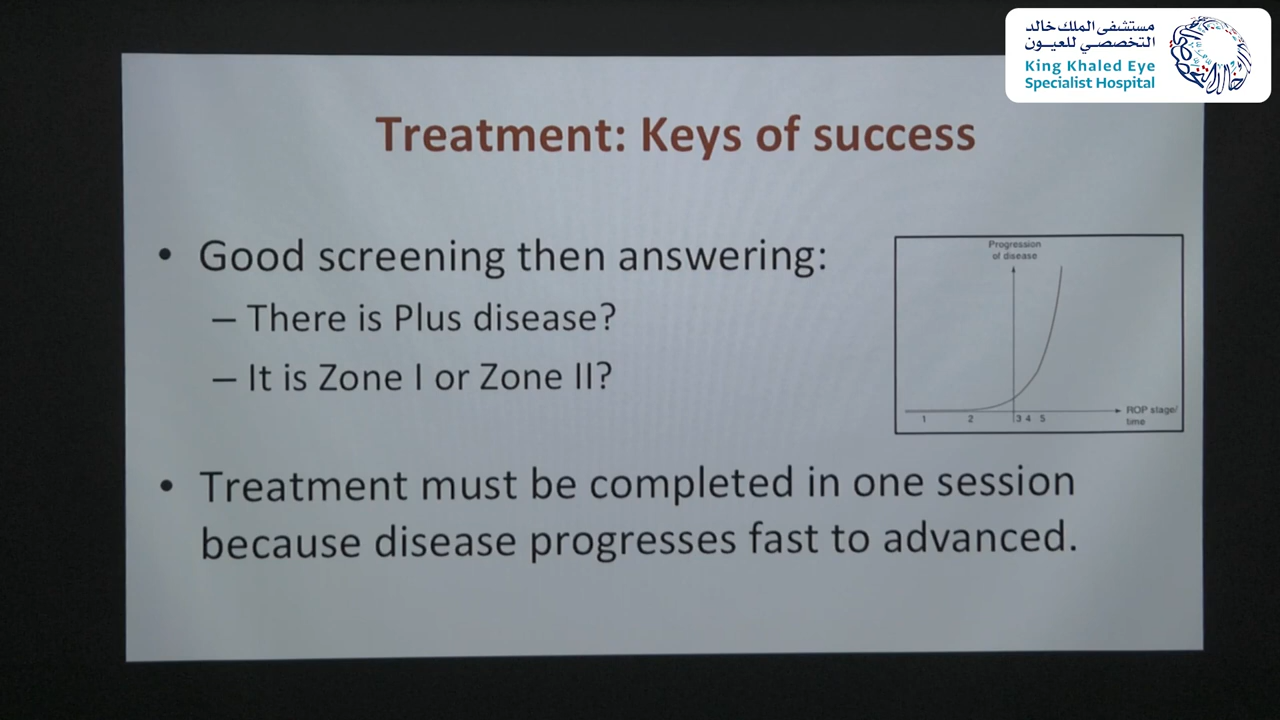 مستشفى الملك خالد
التخصصي للعيون
King Khaled Eye
Specialist Hospital
Treatment: Keys of success
• Good screening then answering:
– There is Plus disease?
– It is Zone I or Zone II?
Progression
of disease
ROP stage/
time
1 2 3 4 5
• Treatment must be completed in one session
because disease progresses fast to advanced.